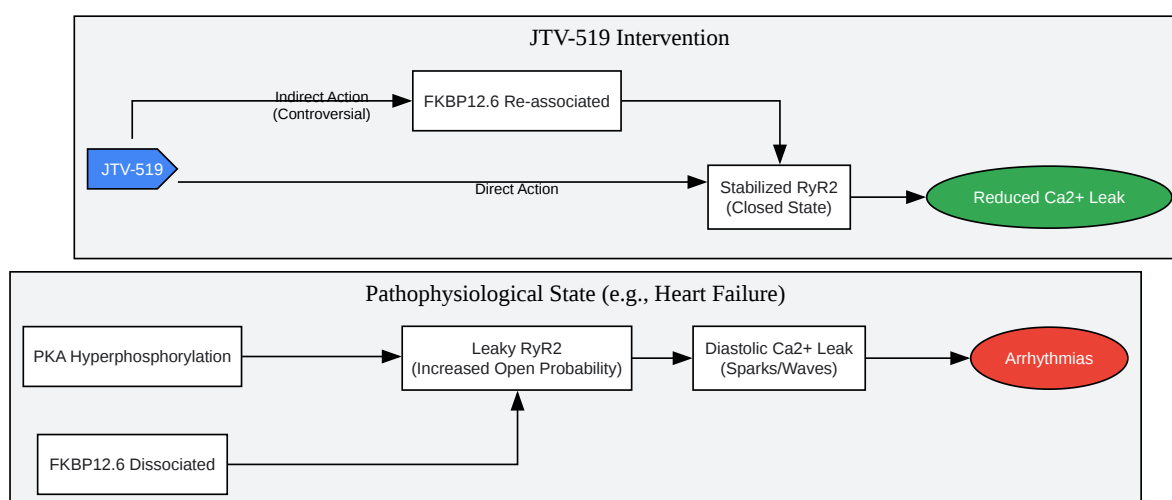 JTV-519 Intervention
Indirect Action
(Controversial)
FKBP12.6 Re-associated
JTV-519
Direct Action
Stabilized RyR2
(Closed State)
Reduced Ca2+ Leak
Pathophysiological State (e.g., Heart Failure)
PKA Hyperphosphorylation
Leaky RyR2
(Increased Open Probability)
Diastolic Ca2+ Leak
(Sparks/Waves)
Arrhythmias
FKBP12.6 Dissociated